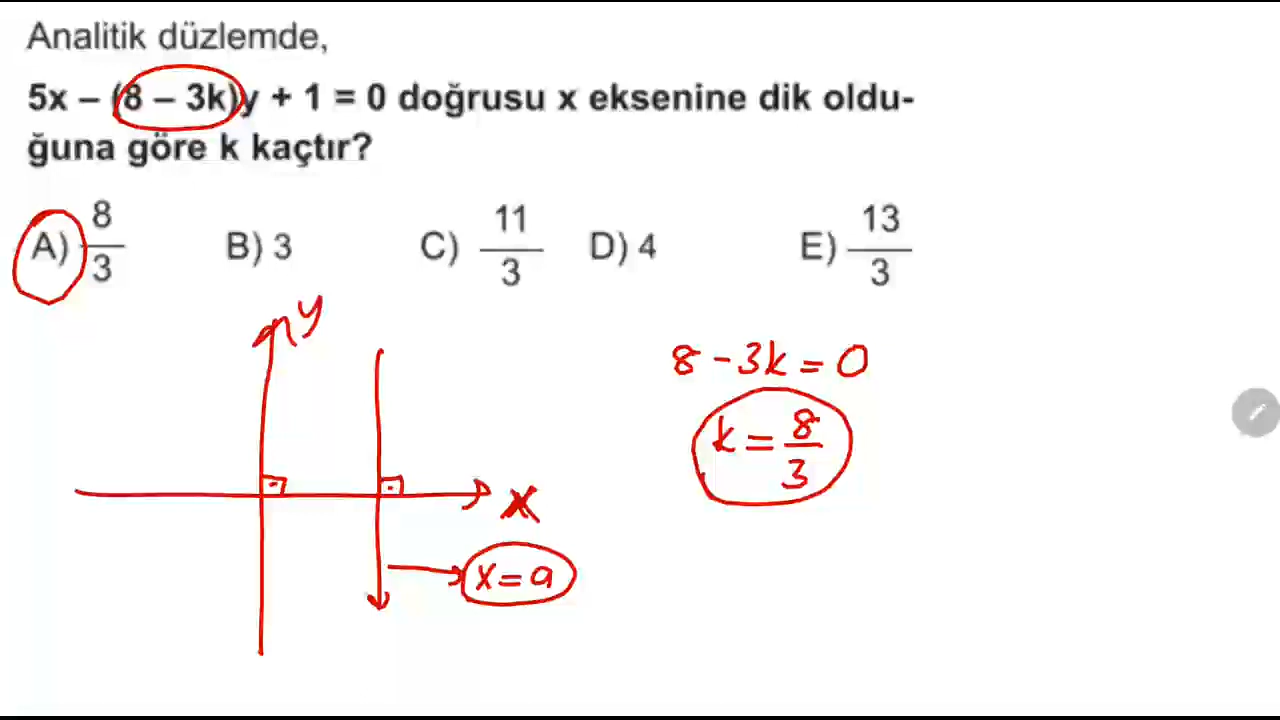 Analitik düzlemde,
5x – (8 – 3k)y + 1 = 0 doğrusu x eksenine dik oldu-
ğuna göre k kaçtır?
A) 8/3 B) 3 C) 11/3 D) 4 E) 13/3
y
8 - 3k = 0
k = 8/3
x
x = a